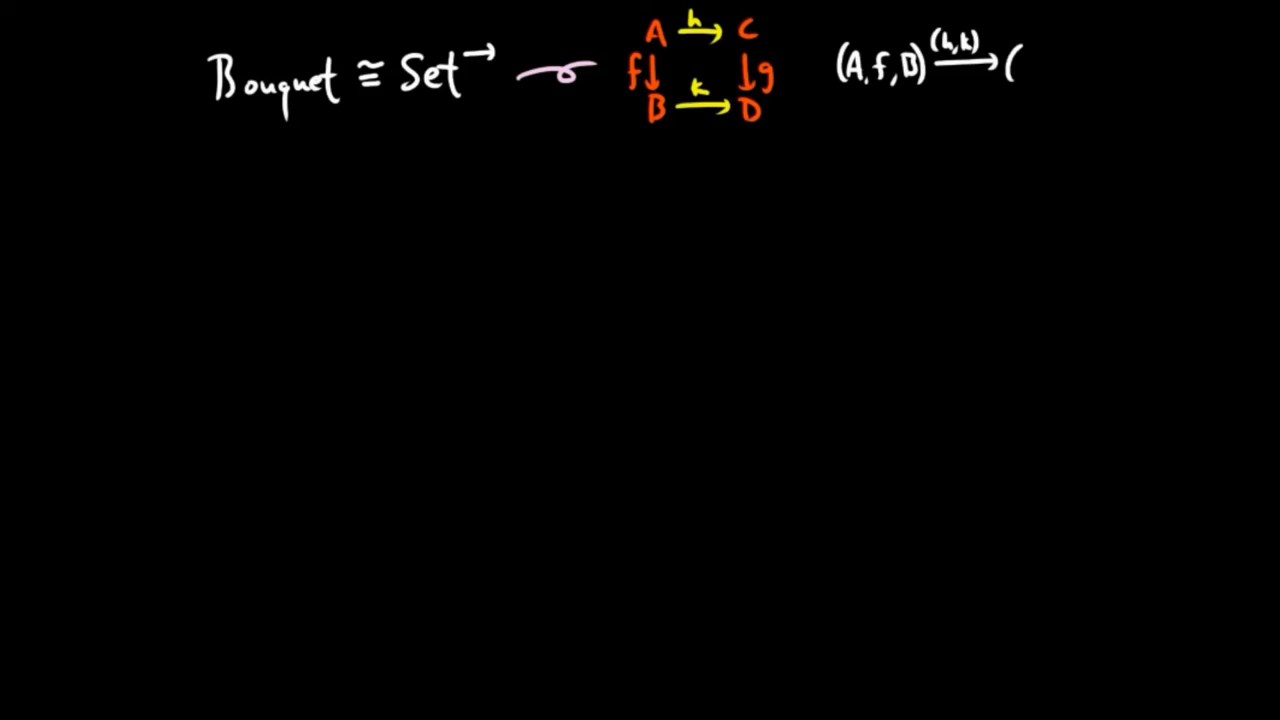 Bouquet ≅ Set→ A h→ C (A, f, B) (h,k)→ (
f↓ ↓g
B k→ D